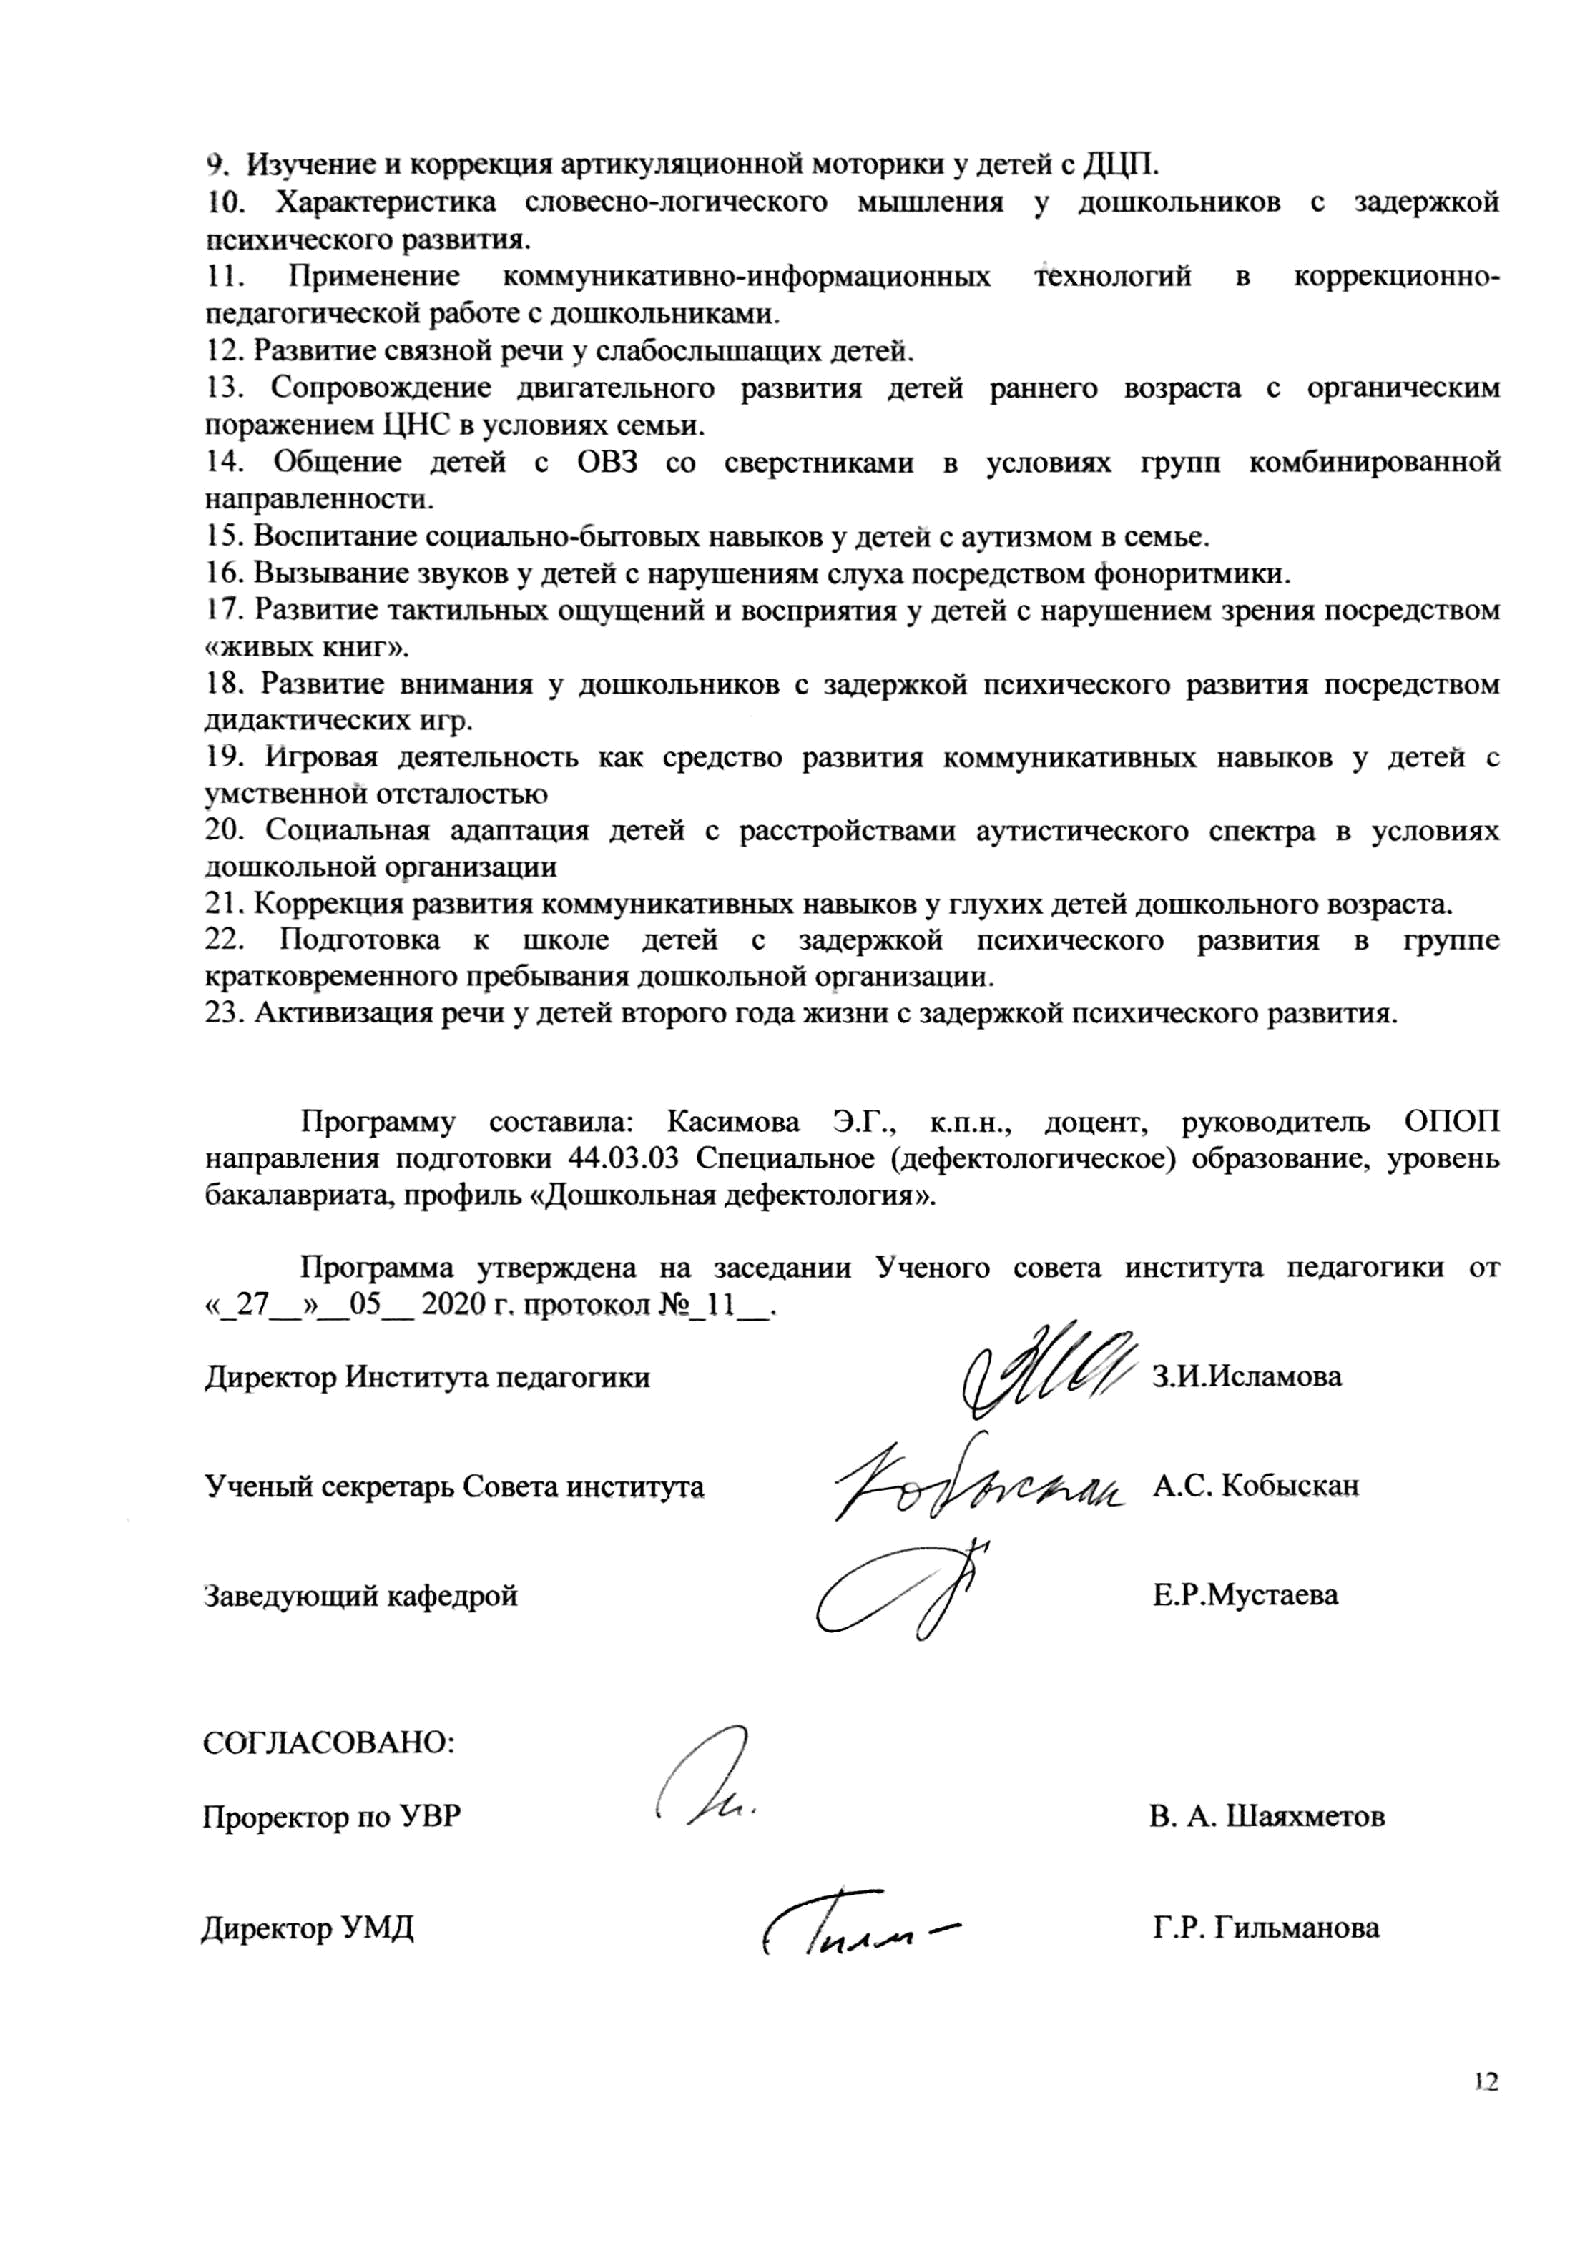 9. Изучение и коррекция артикуляционной моторики у детей с ДЦП.
10. Характеристика словесно-логического мышления у дошкольников с задержкой
психического развития.
11. Применение коммуникативно-информационных технологий в коррекционно-
педагогической работе с дошкольниками.
12. Развитие связной речи у слабослышащих детей.
13. Сопровождение двигательного развития детей раннего возраста с органическим
поражением ЦНС в условиях семьи.
14. Общение детей с ОВЗ со сверстниками в условиях групп комбинированной
направленности.
15. Воспитание социально-бытовых навыков у детей с аутизмом в семье.
16. Вызывание звуков у детей с нарушениям слуха посредством фоноритмики.
17. Развитие тактильных ощущений и восприятия у детей с нарушением зрения посредством
«живых книг».
18. Развитие внимания у дошкольников с задержкой психического развития посредством
дидактических игр.
19. Игровая деятельность как средство развития коммуникативных навыков у детей с
умственной отсталостью
20. Социальная адаптация детей с расстройствами аутистического спектра в условиях
дошкольной организации
21. Коррекция развития коммуникативных навыков у глухих детей дошкольного возраста.
22. Подготовка к школе детей с задержкой психического развития в группе
кратковременного пребывания дошкольной организации.
23. Активизация речи у детей второго года жизни с задержкой психического развития.
Программу составила: Касимова Э.Г., к.п.н., доцент, руководитель ОПОП
направления подготовки 44.03.03 Специальное (дефектологическое) образование, уровень
бакалавриата, профиль «Дошкольная дефектология».
Программа утверждена на заседании Ученого совета института педагогики от
«_27__»__05__ 2020 г. протокол №_11__.
Директор Института педагогики З.И.Исламова
Ученый секретарь Совета института Кобыскан А.С. Кобыскан
Заведующий кафедрой Е.Р.Мустаева
СОГЛАСОВАНО:
Проректор по УВР В. А. Шаяхметов
Директор УМД Г.Р. Гильманова
12